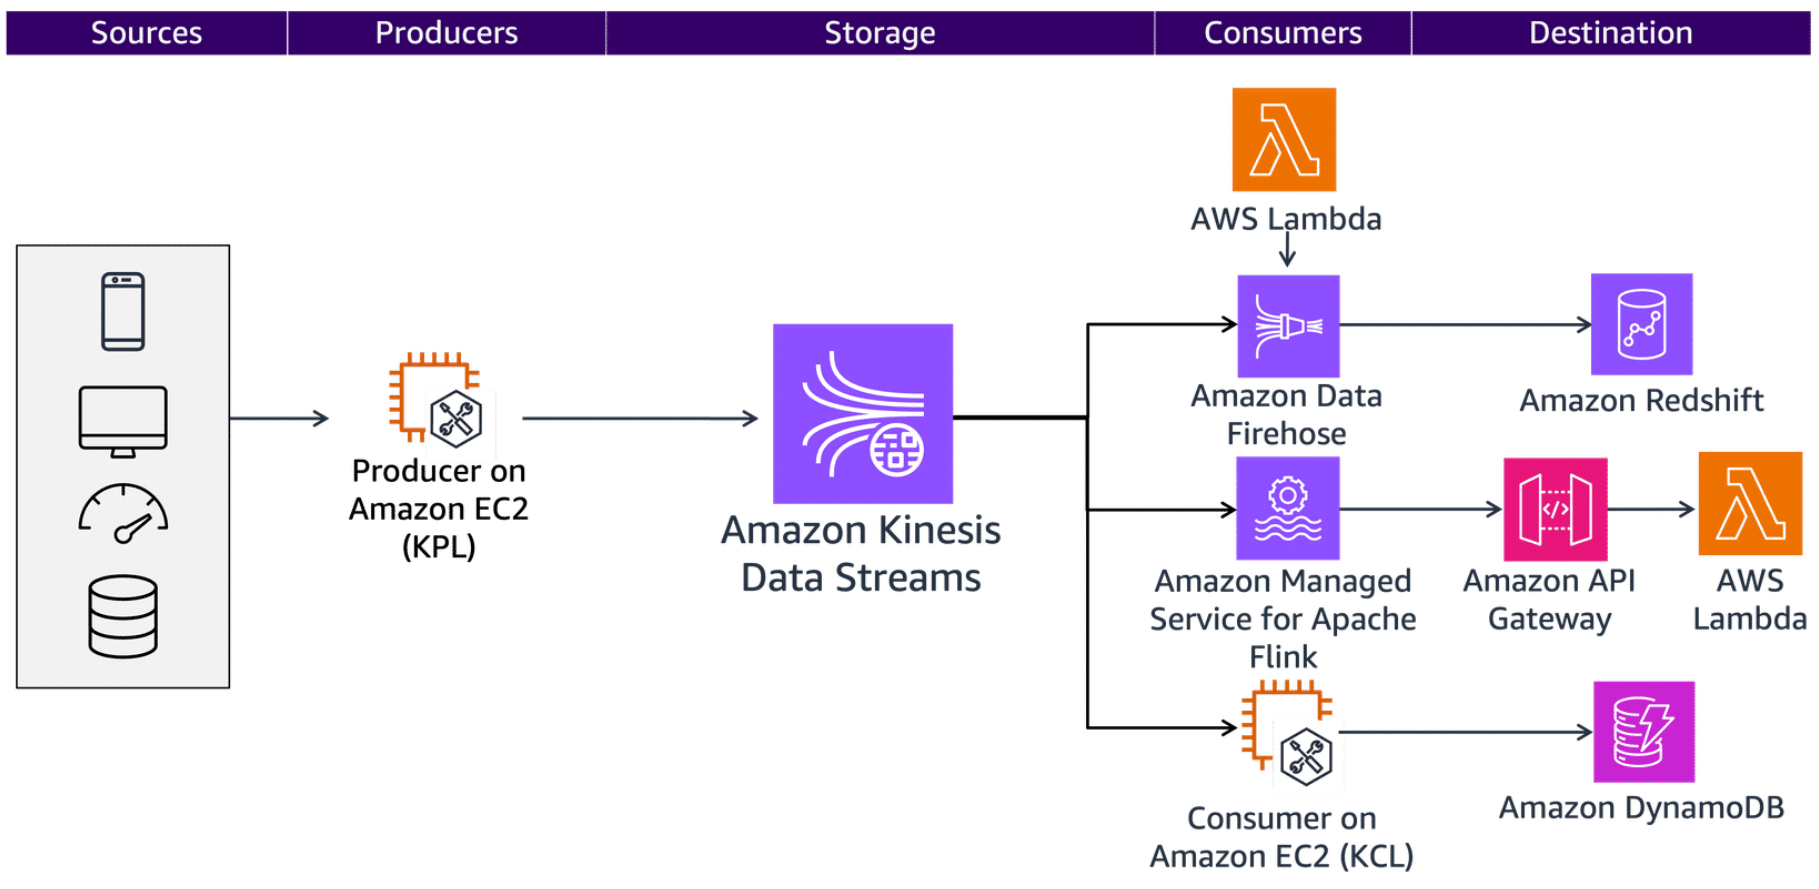 Sources
Producers
Storage
Consumers
Destination
AWS Lambda
Amazon Data
Firehose
Amazon Redshift
Producer on
Amazon EC2
(KPL)
Amazon Kinesis
Data Streams
</>
Amazon Managed
Service for Apache
Flink
Amazon API
Gateway
AWS
Lambda
Consumer on
Amazon EC2 (KCL)
Amazon DynamoDB